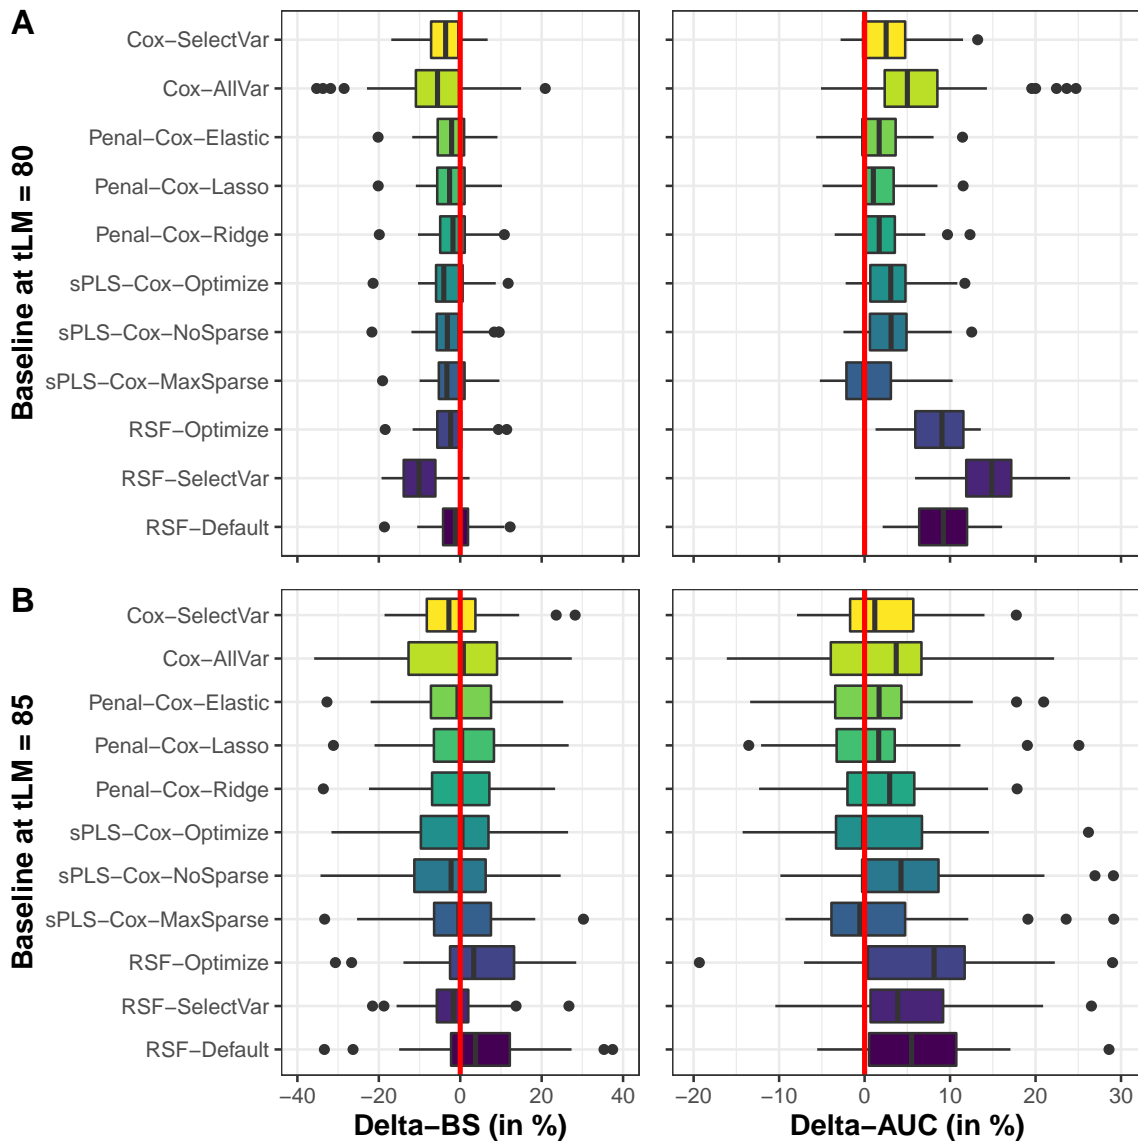 A
Baseline at tLM = 80
Cox−SelectVar
Cox−AllVar
Penal−Cox−Elastic
Penal−Cox−Lasso
Penal−Cox−Ridge
sPLS−Cox−Optimize
sPLS−Cox−NoSparse
sPLS−Cox−MaxSparse
RSF−Optimize
RSF−SelectVar
RSF−Default
B
Baseline at tLM = 85
Cox−SelectVar
Cox−AllVar
Penal−Cox−Elastic
Penal−Cox−Lasso
Penal−Cox−Ridge
sPLS−Cox−Optimize
sPLS−Cox−NoSparse
sPLS−Cox−MaxSparse
RSF−Optimize
RSF−SelectVar
RSF−Default
−40 −20 0 20 40 −20 −10 0 10 20 30
Delta−BS (in %) Delta−AUC (in %)